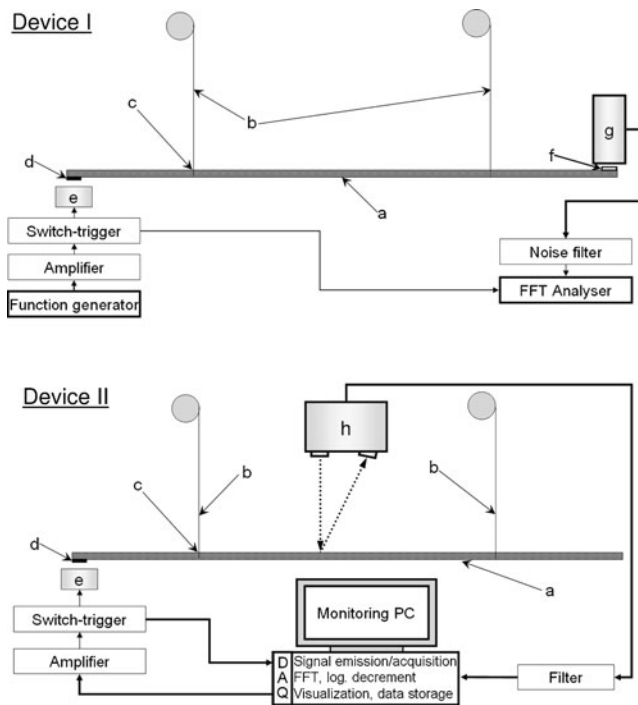 Device I
c
b
g
d
f
e
a
Switch-trigger
Noise filter
Amplifier
FFT Analyser
Function generator
Device II
h
b
b
c
d
e
a
Monitoring PC
Switch-trigger
D Signal emission/acquisition
Amplifier
A FFT, log. decrement
Filter
Q Visualization, data storage